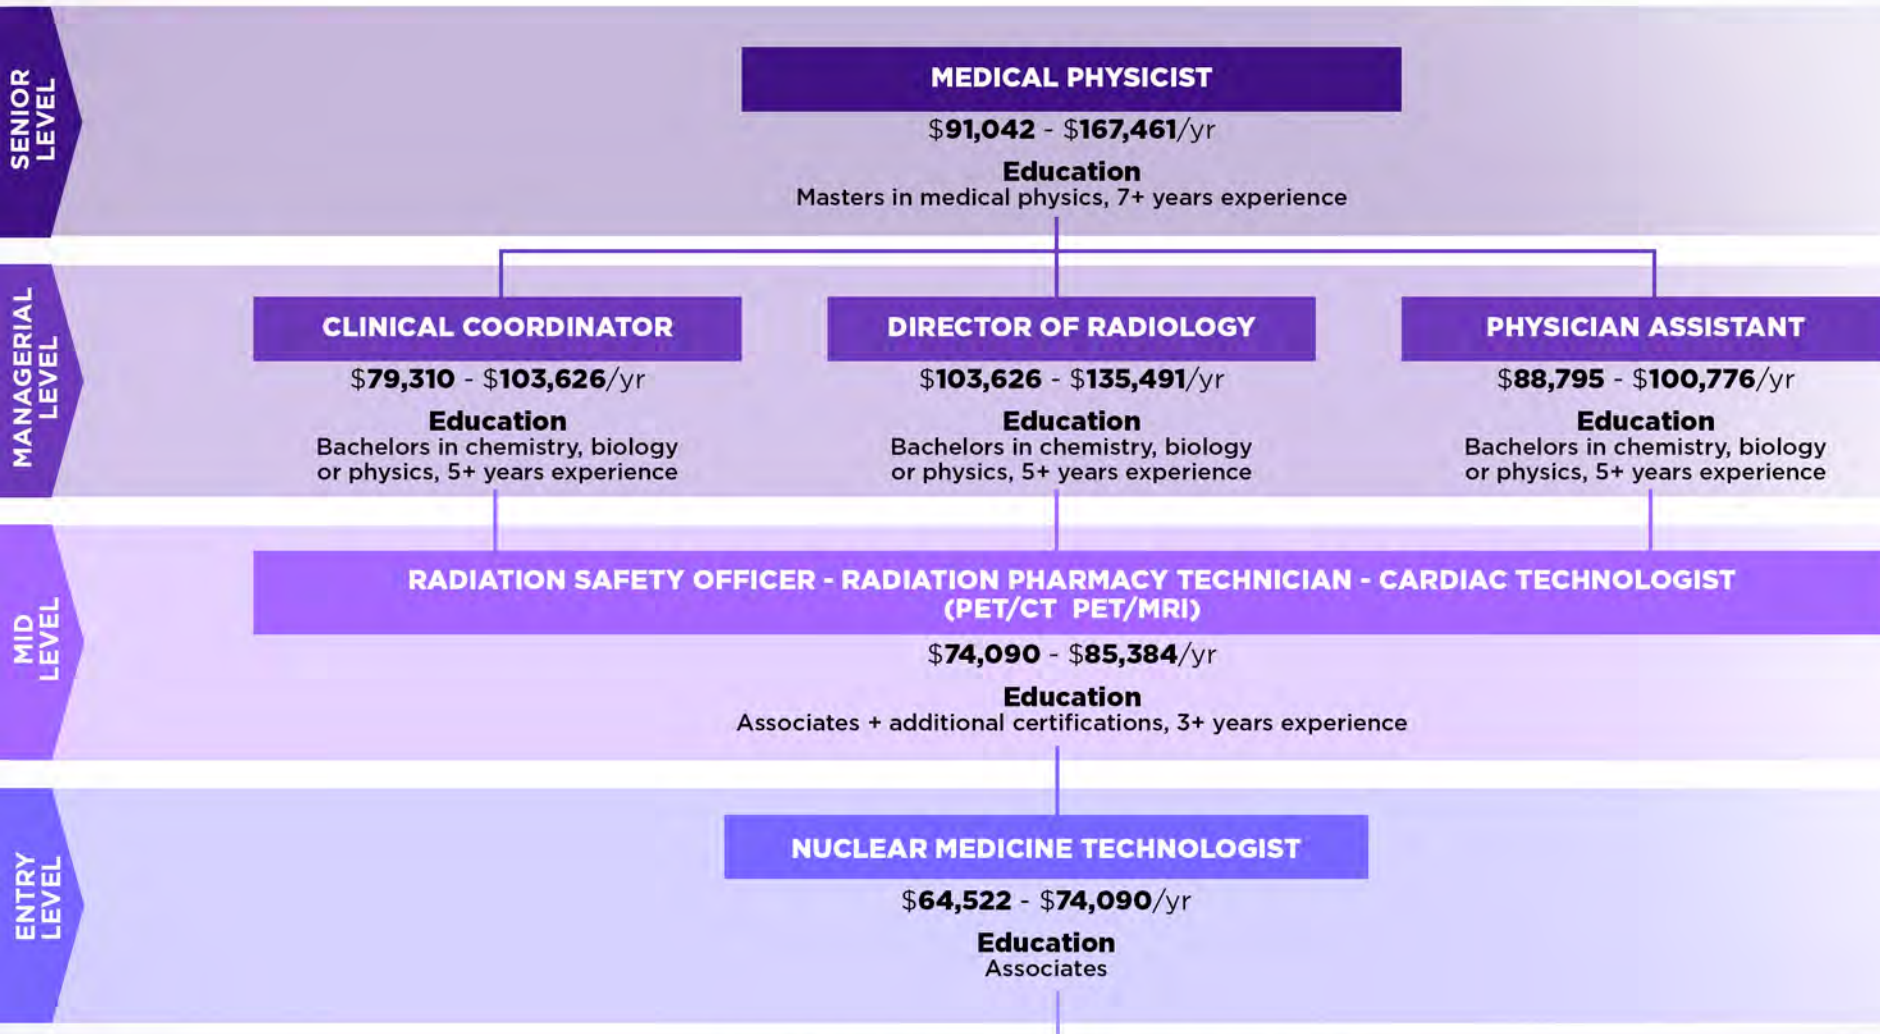 SENIOR
LEVEL
MEDICAL PHYSICIST
$91,042 - $167,461/yr
Education
Masters in medical physics, 7+ years experience
MANAGERIAL
LEVEL
CLINICAL COORDINATOR
$79,310 - $103,626/yr
Education
Bachelors in chemistry, biology
or physics, 5+ years experience
DIRECTOR OF RADIOLOGY
$103,626 - $135,491/yr
Education
Bachelors in chemistry, biology
or physics, 5+ years experience
PHYSICIAN ASSISTANT
$88,795 - $100,776/yr
Education
Bachelors in chemistry, biology
or physics, 5+ years experience
MID
LEVEL
RADIATION SAFETY OFFICER - RADIATION PHARMACY TECHNICIAN - CARDIAC TECHNOLOGIST
(PET/CT PET/MRI)
$74,090 - $85,384/yr
Education
Associates + additional certifications, 3+ years experience
ENTRY
LEVEL
NUCLEAR MEDICINE TECHNOLOGIST
$64,522 - $74,090/yr
Education
Associates